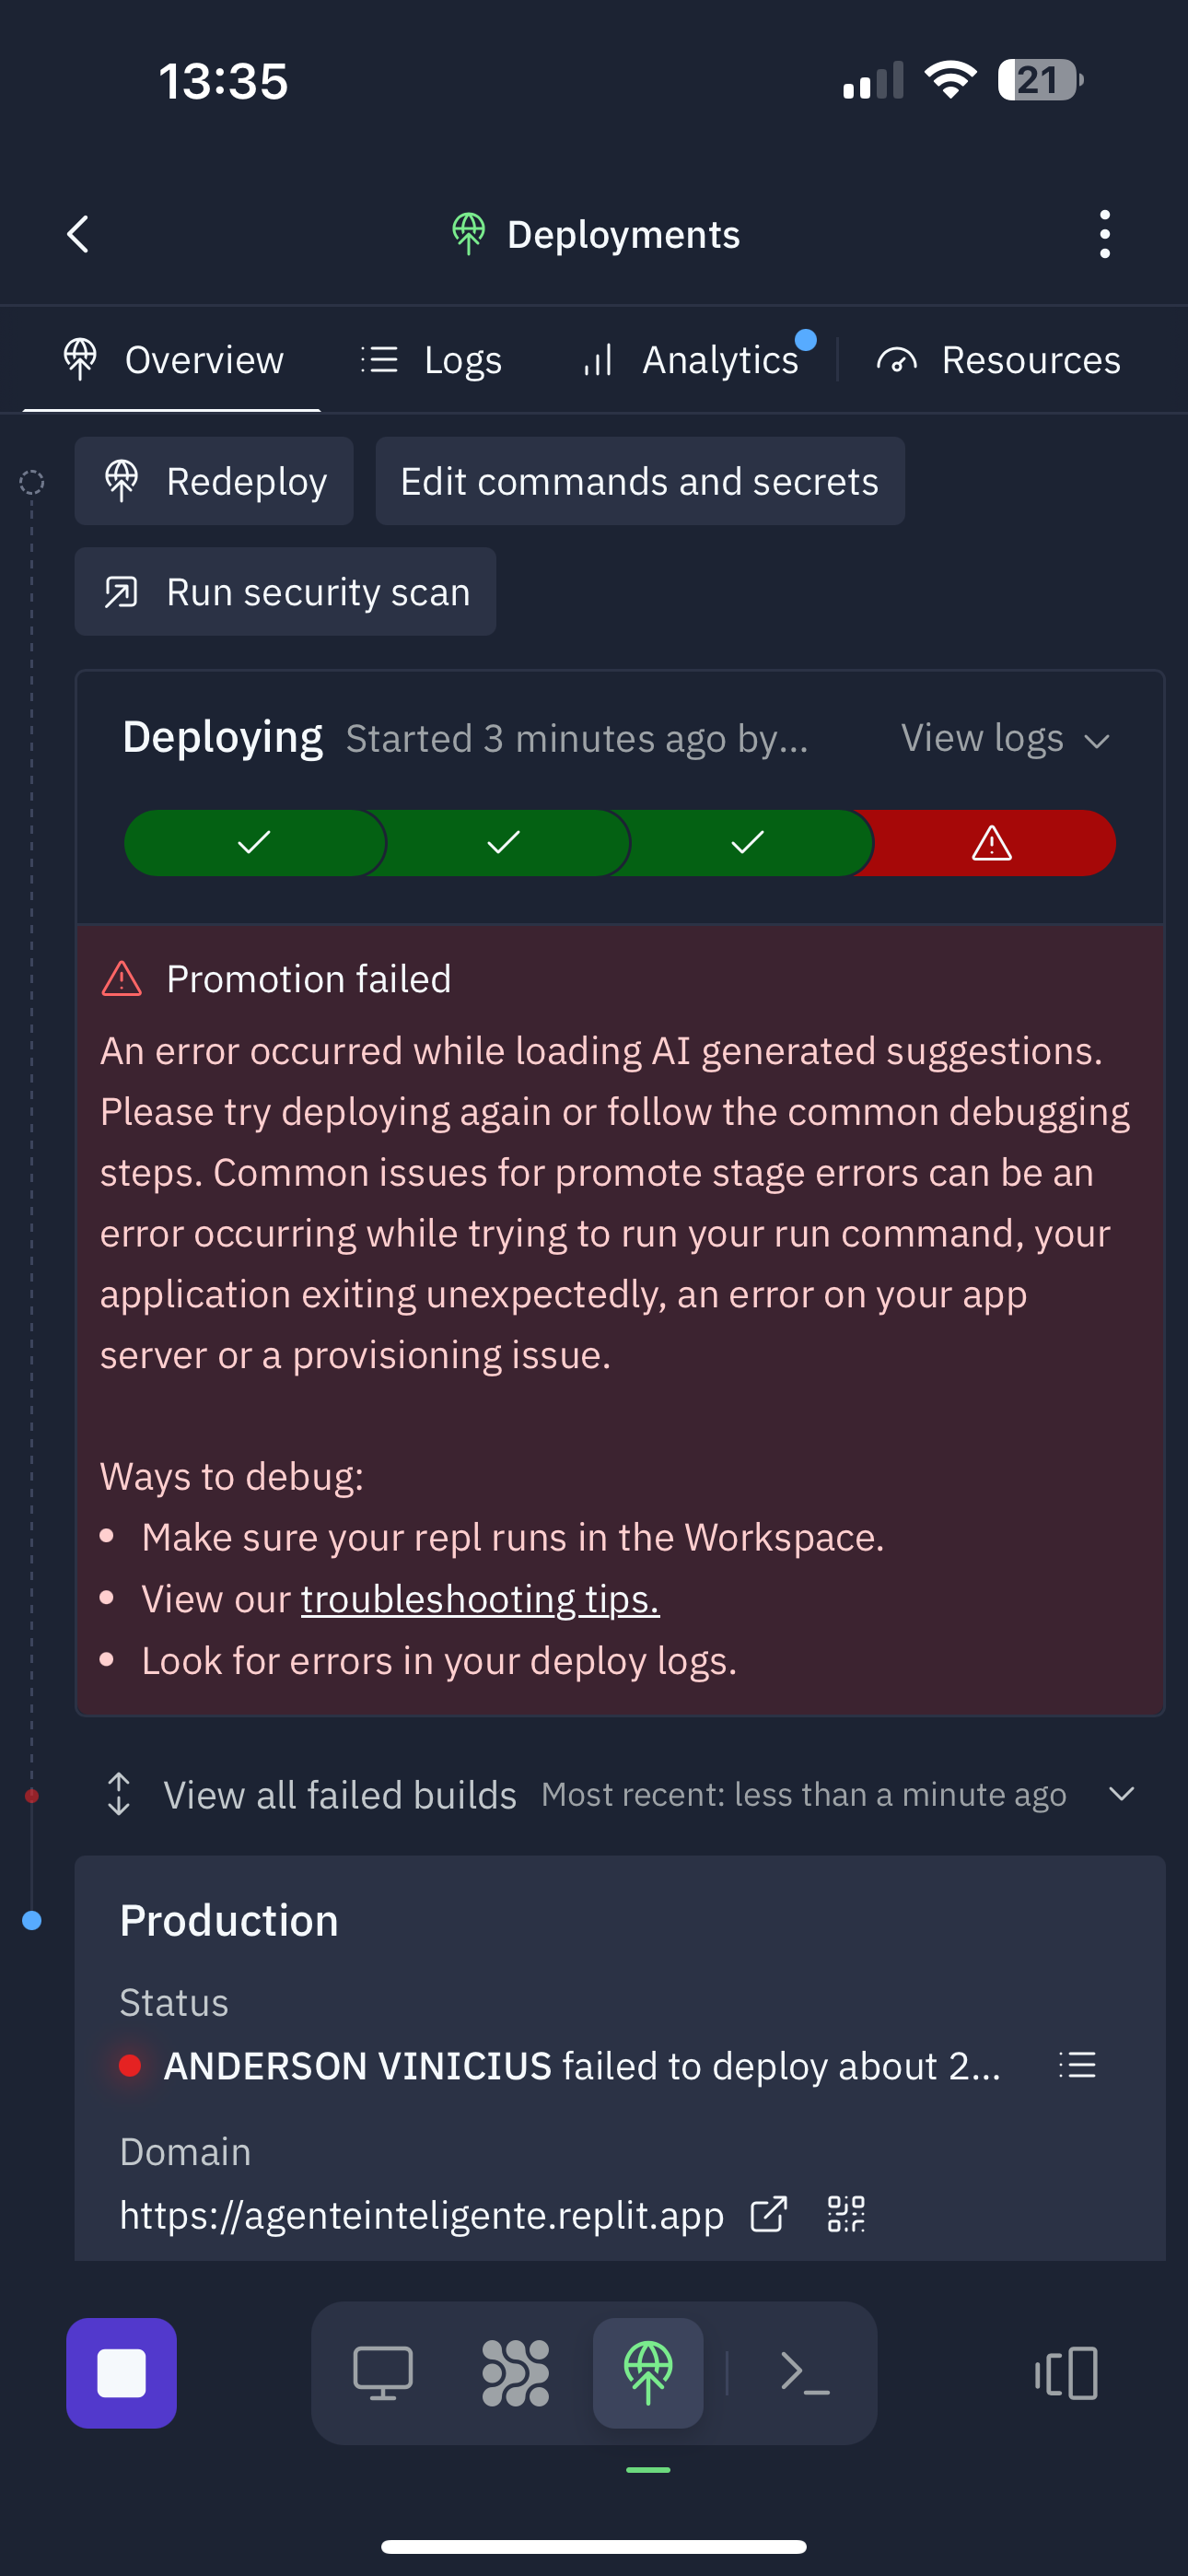 13:35
21
Deployments
Overview Logs Analytics Resources
Redeploy Edit commands and secrets
Run security scan
Deploying Started 3 minutes ago by... View logs
Promotion failed
An error occurred while loading AI generated suggestions.
Please try deploying again or follow the common debugging
steps. Common issues for promote stage errors can be an
error occurring while trying to run your run command, your
application exiting unexpectedly, an error on your app
server or a provisioning issue.
Ways to debug:
• Make sure your repl runs in the Workspace.
• View our troubleshooting tips.
• Look for errors in your deploy logs.
View all failed builds Most recent: less than a minute ago
Production
Status
ANDERSON VINICIUS failed to deploy about 2...
Domain
https://agenteinteligente.replit.app